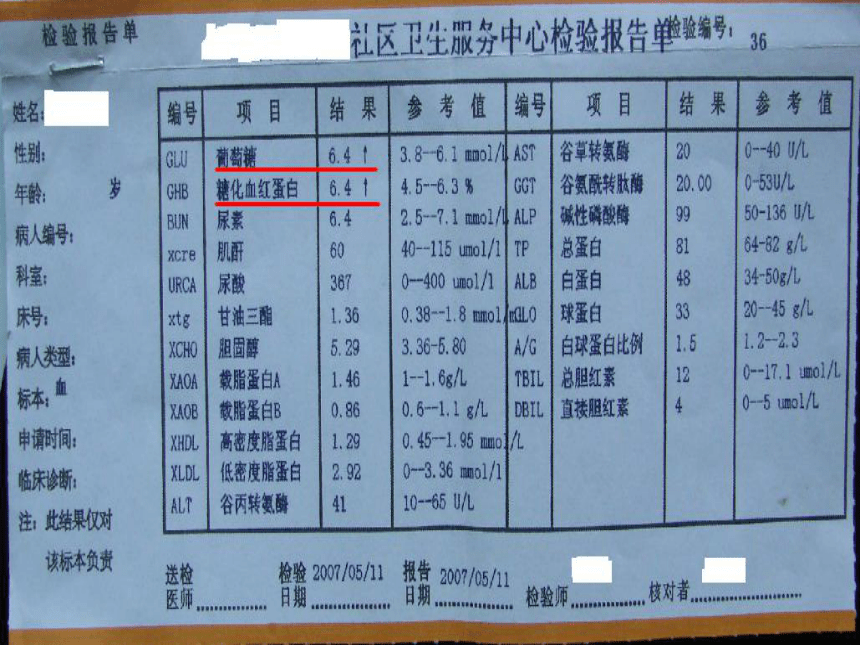 检验报告单
社区卫生服务中心检验报告单 检验编号: 36
姓名:
性别:
年龄: 岁
病人编号:
科室:
床号:
病人类型:
标本: 血
申请时间:
临床诊断:
注: 此结果仅对
该标本负责
编号 项目 结果 参考值 编号 项目 结果 参考值
GLU 葡萄糖 6.4 ↑ 3.8--6.1 mmol/L AST 谷草转氨酶 20 0--40 U/L
GHB 糖化血红蛋白 6.4 ↑ 4.5--6.3 % GGT 谷氨酰转肽酶 20.00 0-53U/L
BUN 尿素 6.4 2.5--7.1 mmol/L ALP 碱性磷酸酶 99 50-136 U/L
xcre 肌酐 60 40--115 umol/l TP 总蛋白 81 64-82 g/L
URCA 尿酸 367 0--400 umol/l ALB 白蛋白 48 34-50g/L
xtg 甘油三酯 1.36 0.38--1.8 mmol/ GLO 球蛋白 33 20--45 g/L
XCHO 胆固醇 5.29 3.36-5.80 A/G 白球蛋白比例 1.5 1.2--2.3
XAOA 载脂蛋白A 1.46 1--1.6g/L TBIL 总胆红素 12 0--17.1 umol/L
XAOB 载脂蛋白B 0.86 0.6--1.1 g/L DBIL 直接胆红素 4 0--5 umol/L
XHDL 高密度脂蛋白 1.29 0.45--1.95 mmol/L
XLDL 低密度脂蛋白 2.92 0--3.36 mmol/l
ALT 谷丙转氨酶 41 10--65 U/L
送检 检验 2007/05/11 报告 2007/05/11
医师 日期 日期 检验师 核对者